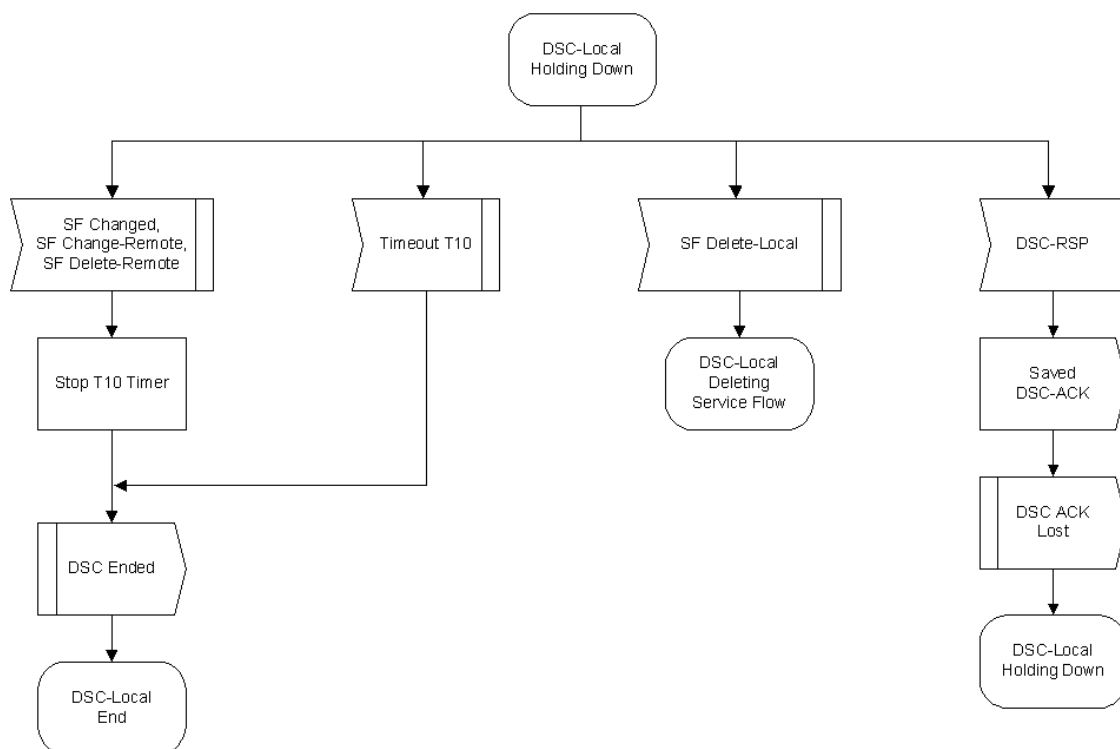 DSC-Local
Holding Down
SF Changed,
SF Change-Remote,
SF Delete-Remote
Timeout T10
SF Delete-Local
DSC-RSP
Stop T10 Timer
DSC-Local
Deleting
Service Flow
Saved
DSC-ACK
DSC Ended
DSC ACK
Lost
DSC-Local
End
DSC-Local
Holding Down